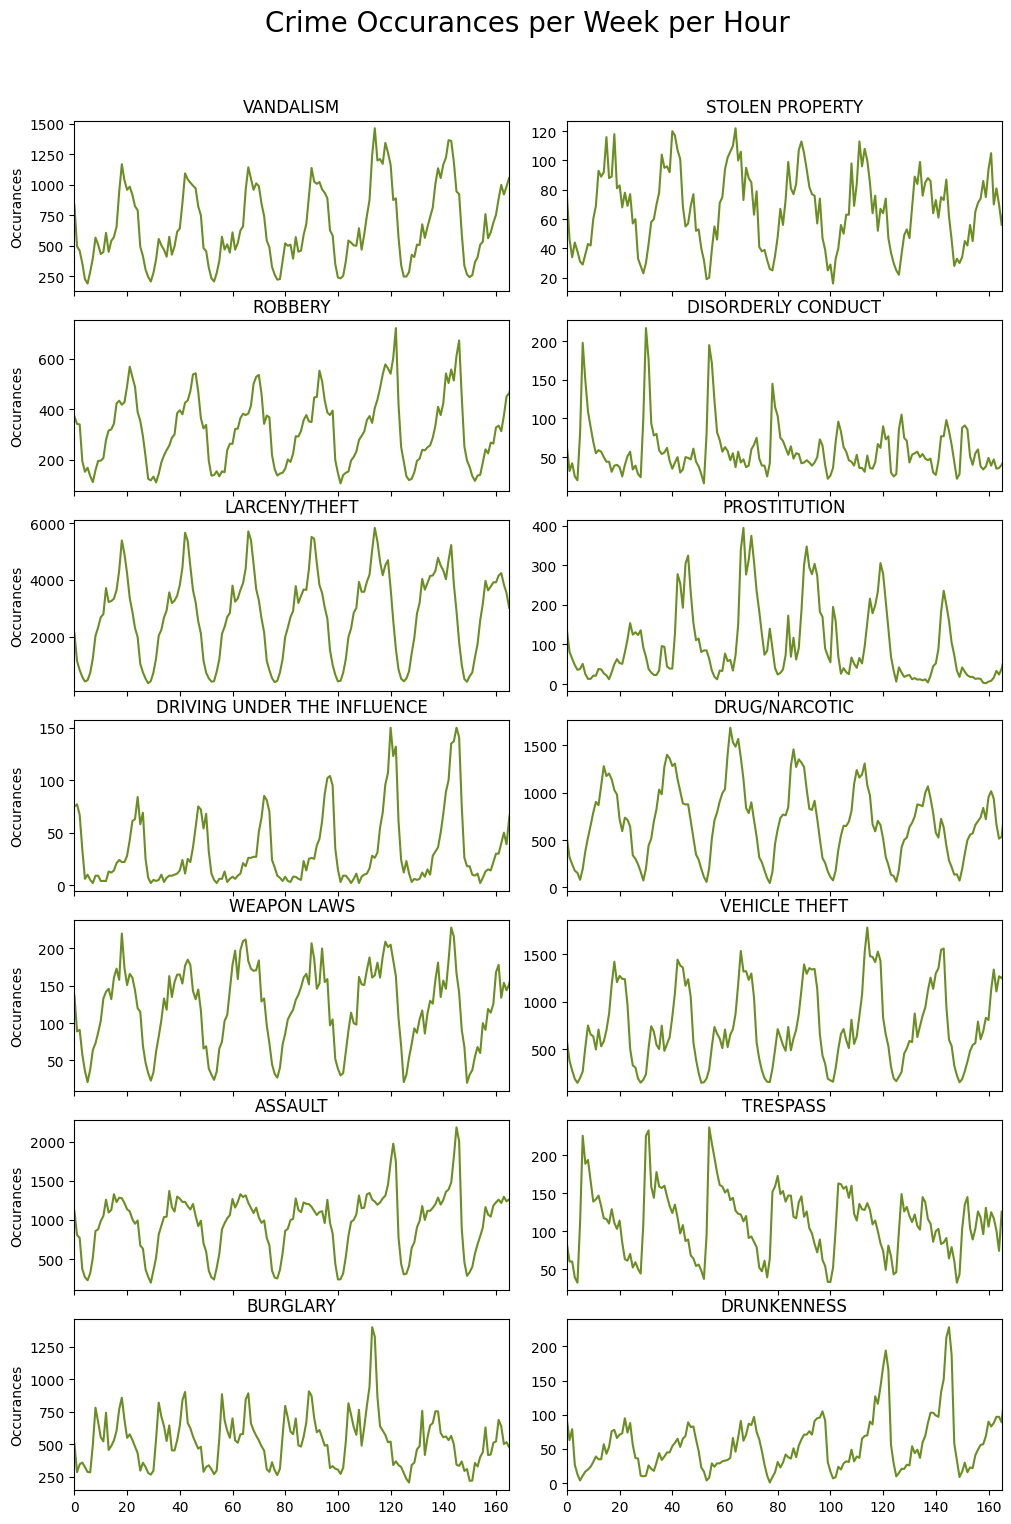 Crime Occurances per Week per Hour
VANDALISM
STOLEN PROPERTY
1500
1250
1000
750
500
250
Occurances
120
100
80
60
40
20
ROBBERY
DISORDERLY CONDUCT
600
400
200
Occurances
200
150
100
50
LARCENY/THEFT
PROSTITUTION
6000
4000
2000
Occurances
400
300
200
100
0
DRIVING UNDER THE INFLUENCE
DRUG/NARCOTIC
150
100
50
0
Occurances
1500
1000
500
0
WEAPON LAWS
VEHICLE THEFT
200
150
100
50
Occurances
1500
1000
500
ASSAULT
TRESPASS
2000
1500
1000
500
Occurances
200
150
100
50
BURGLARY
DRUNKENNESS
1250
1000
750
500
250
Occurances
200
150
100
50
0
0 20 40 60 80 100 120 140 160
0 20 40 60 80 100 120 140 160